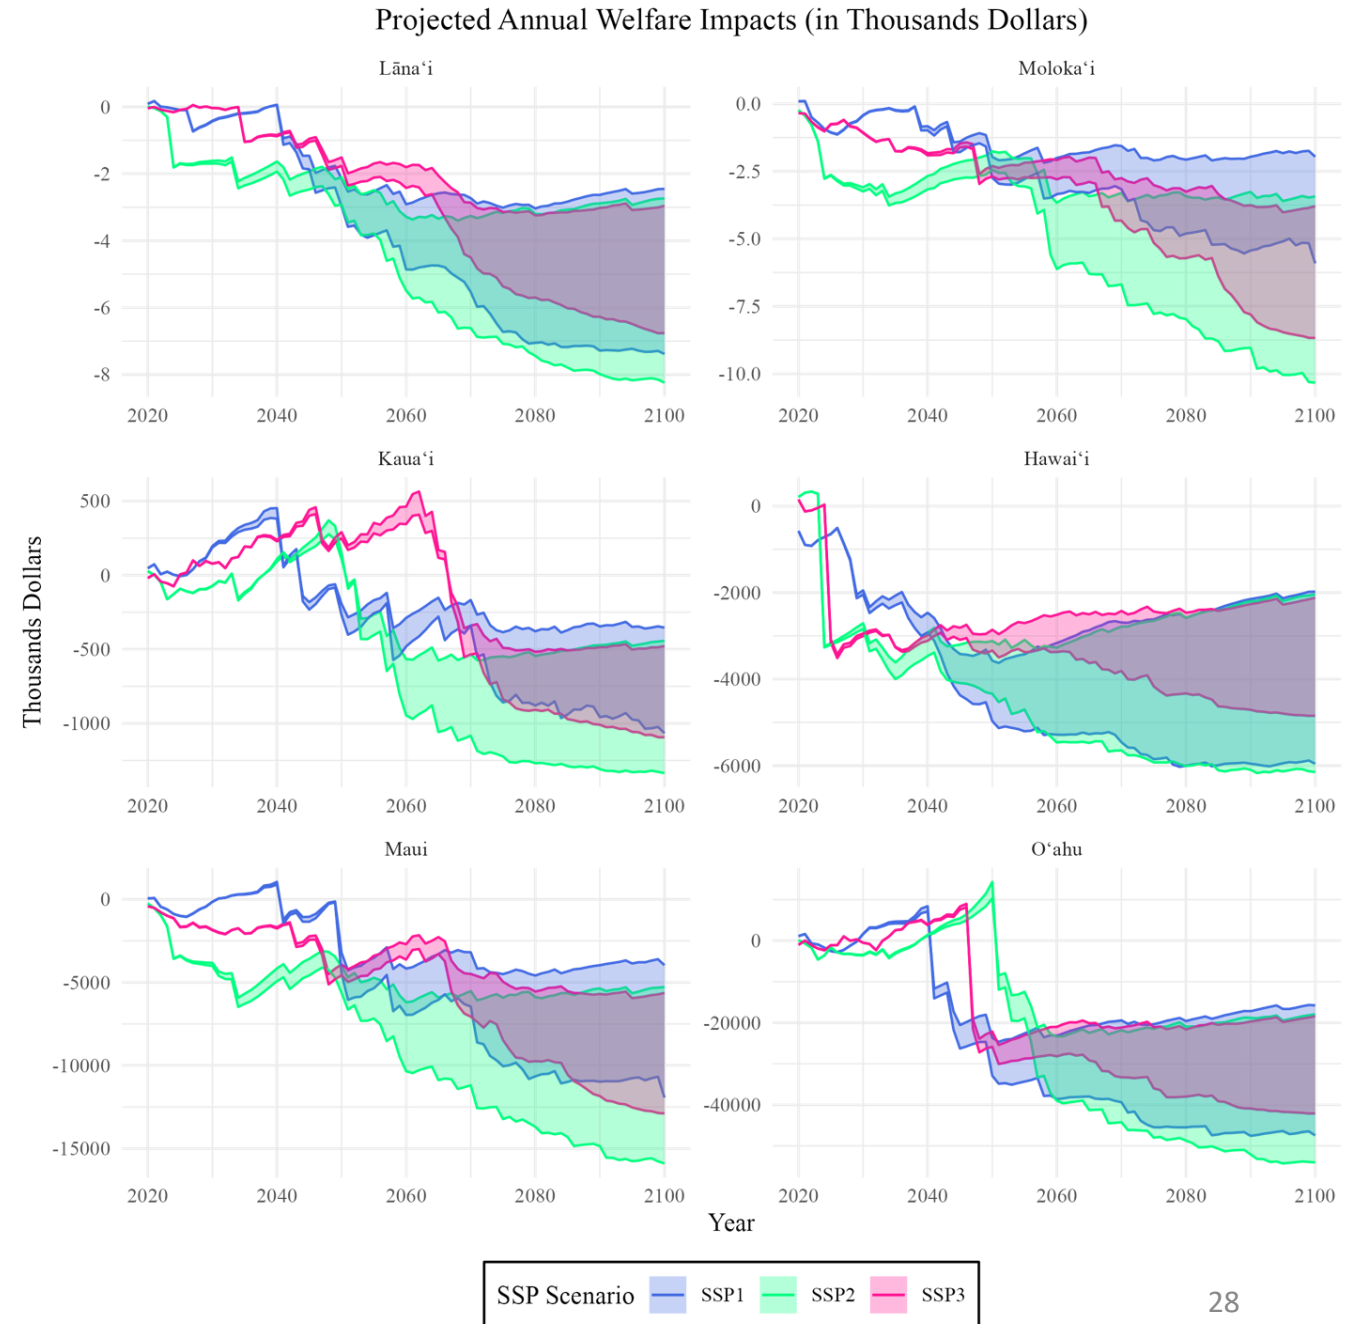 Projected Annual Welfare Impacts (in Thousands Dollars)
Lānaʻi
Molokaʻi
0
-2
-4
-6
-8
2020 2040 2060 2080 2100
0.0
-2.5
-5.0
-7.5
-10.0
2020 2040 2060 2080 2100
Kauaʻi
Hawaiʻi
500
0
-500
-1000
2020 2040 2060 2080 2100
0
-2000
-4000
-6000
2020 2040 2060 2080 2100
Thousands Dollars
Maui
Oʻahu
0
-5000
-10000
-15000
2020 2040 2060 2080 2100
0
-20000
-40000
2020 2040 2060 2080 2100
Year
SSP Scenario SSP1 SSP2 SSP3
28